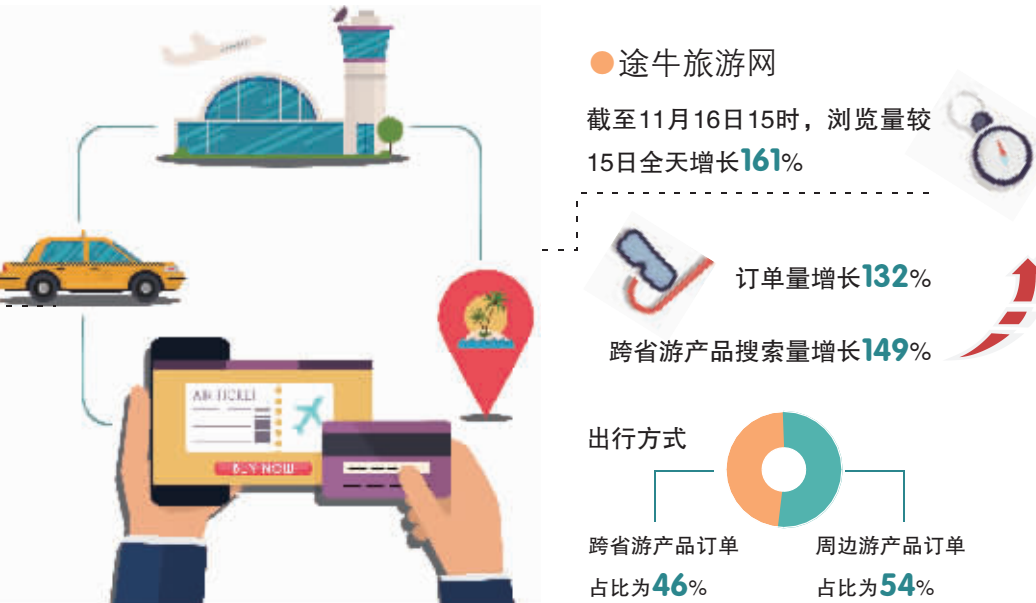 途牛旅游网
截至11月16日15时，浏览量较
15日全天增长161%
订单量增长132%
跨省游产品搜索量增长149%
出行方式
跨省游产品订单
占比为46%
周边游产品订单
占比为54%
AIR TICKET
BUY NOW